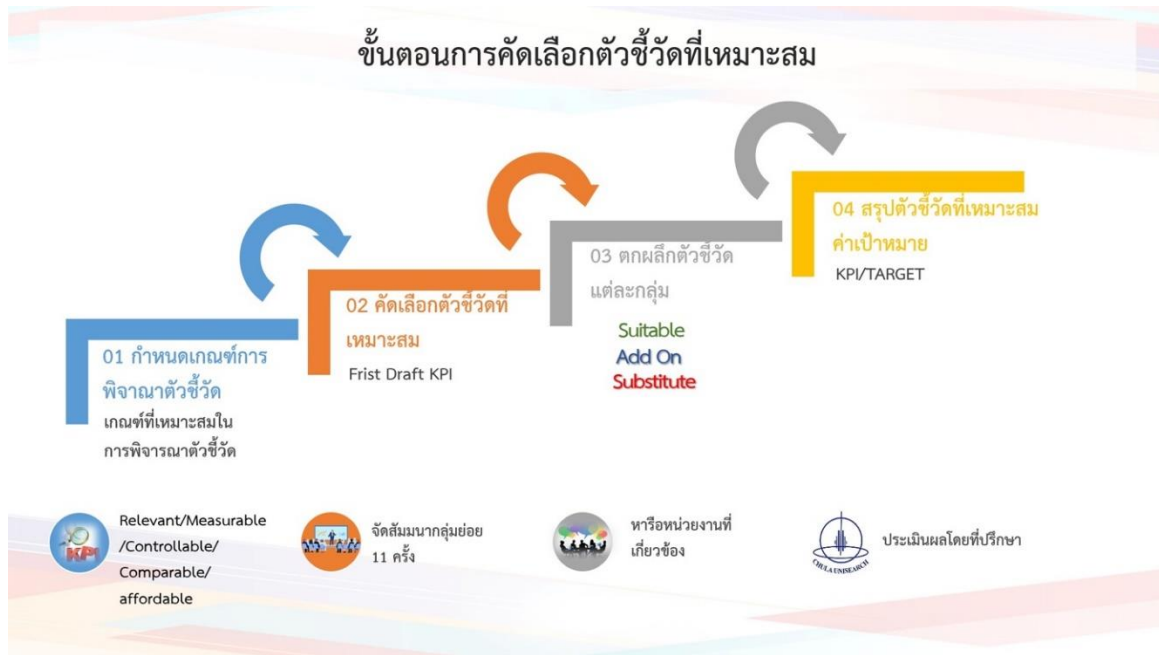 ขั้นตอนการคัดเลือกตัวชี้วัดที่เหมาะสม
01 กำหนดเกณฑ์การ
พิจาณาตัวชี้วัด
เกณฑ์ที่เหมาะสมใน
การพิจารณาตัวชี้วัด
02 คัดเลือกตัวชี้วัดที่
เหมาะสม
Frist Draft KPI
03 ตกผลึกตัวชี้วัด
แต่ละกลุ่ม
Suitable
Add On
Substitute
04 สรุปตัวชี้วัดที่เหมาะสม
ค่าเป้าหมาย
KPI/TARGET
KPI
Relevant/Measurable
/Controllable/
Comparable/
affordable
จัดสัมมนากลุ่มย่อย
11 ครั้ง
หารือหน่วยงานที่
เกี่ยวข้อง
CHULA UNISEARCH
ประเมินผลโดยที่ปรึกษา